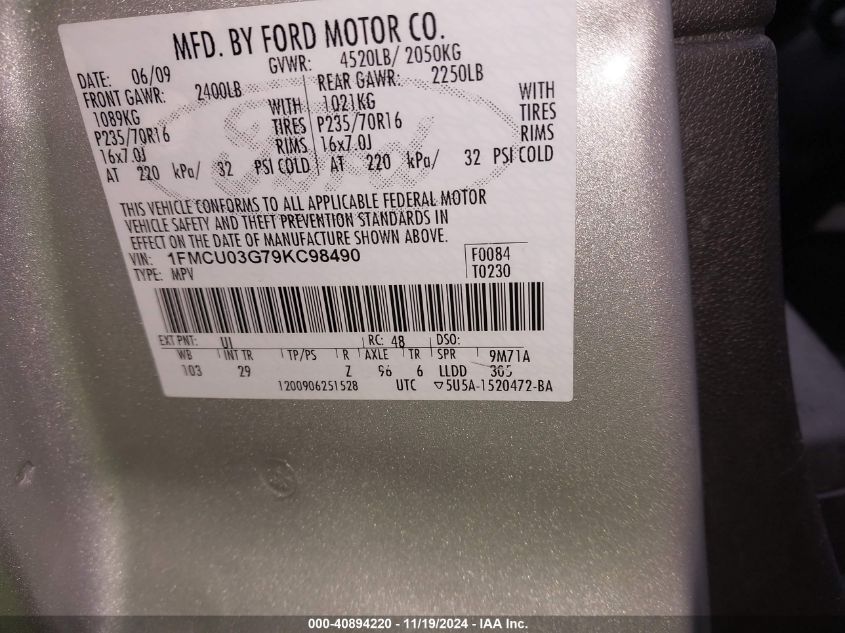 MFD. BY FORD MOTOR CO.
DATE: 06/09 GVWR: 4520LB/ 2050KG
FRONT GAWR: 2400LB REAR GAWR: 2250LB
1089KG WITH 1021KG WITH
P235/70R16 TIRES P235/70R16 TIRES
16x7.0J RIMS 16x7.0J RIMS
AT 220 kPa/ 32 PSI COLD AT 220 kPa/ 32 PSI COLD
Ford
THIS VEHICLE CONFORMS TO ALL APPLICABLE FEDERAL MOTOR
VEHICLE SAFETY AND THEFT PREVENTION STANDARDS IN
EFFECT ON THE DATE OF MANUFACTURE SHOWN ABOVE.
VIN: 1FMCU03G79KC98490 F0084
TYPE: MPV T0230
EXT PNT: UI RC: 48 DSO:
WB INT TR TP/PS R AXLE TR SPR 9M71A
103 29 Z 96 6 LLDD 305
1200906251528 UTC ▽5U5A-1520472-BA
000-40894220 - 11/19/2024 - IAA Inc.